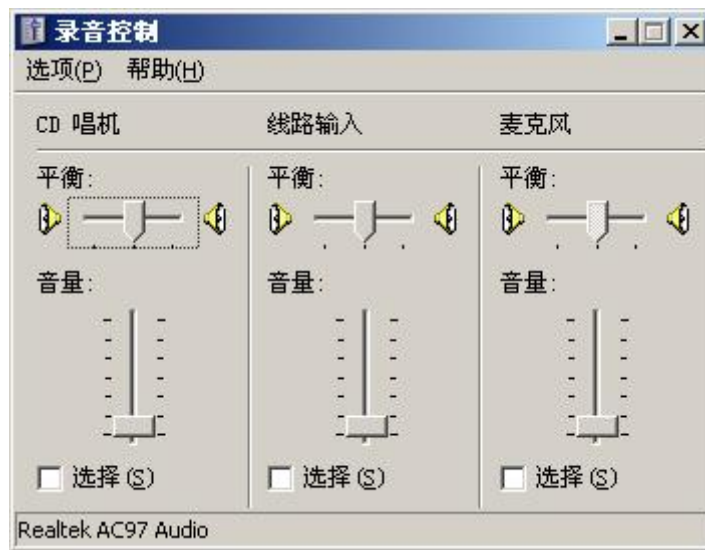 录音控制
选项(P) 帮助(H)
CD 唱机 线路输入 麦克风
平衡: 平衡: 平衡:
音量: 音量: 音量:
选择(S) 选择(S) 选择(S)
Realtek AC97 Audio